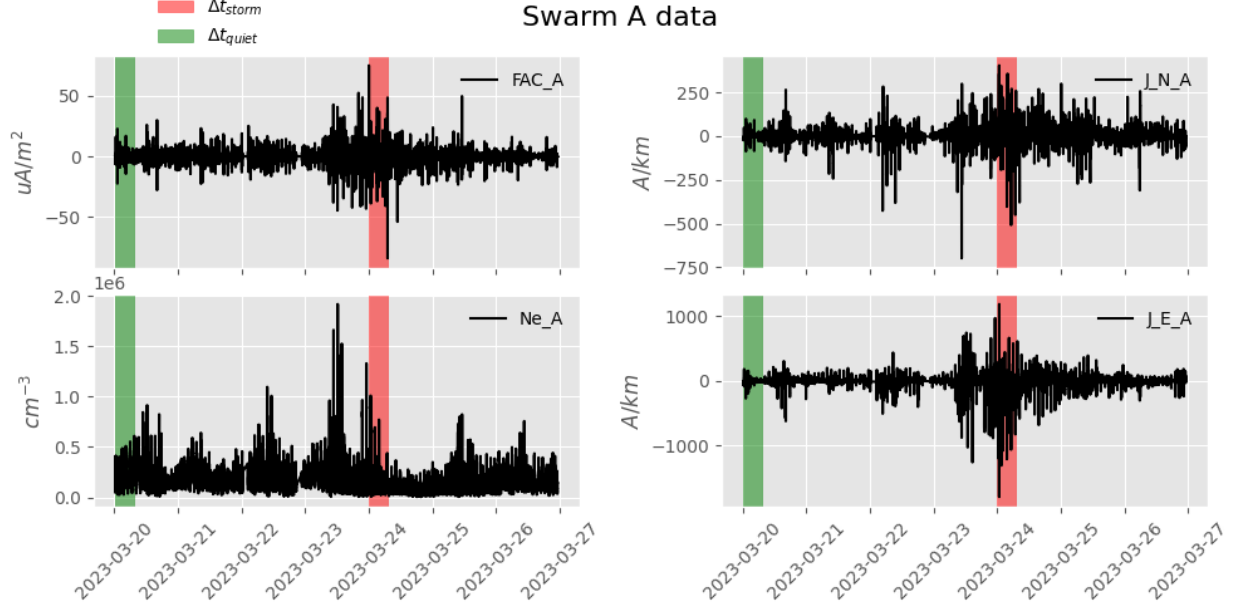 Swarm A data
Δt_storm
Δt_quiet
FAC_A
50
0
−50
uA/m²
J_N_A
250
0
−250
−500
−750
A/km
1e6
Ne_A
2.0
1.5
1.0
0.5
0.0
cm⁻³
2023-03-20
2023-03-21
2023-03-22
2023-03-23
2023-03-24
2023-03-25
2023-03-26
2023-03-27
J_E_A
1000
0
−1000
A/km
2023-03-20
2023-03-21
2023-03-22
2023-03-23
2023-03-24
2023-03-25
2023-03-26
2023-03-27